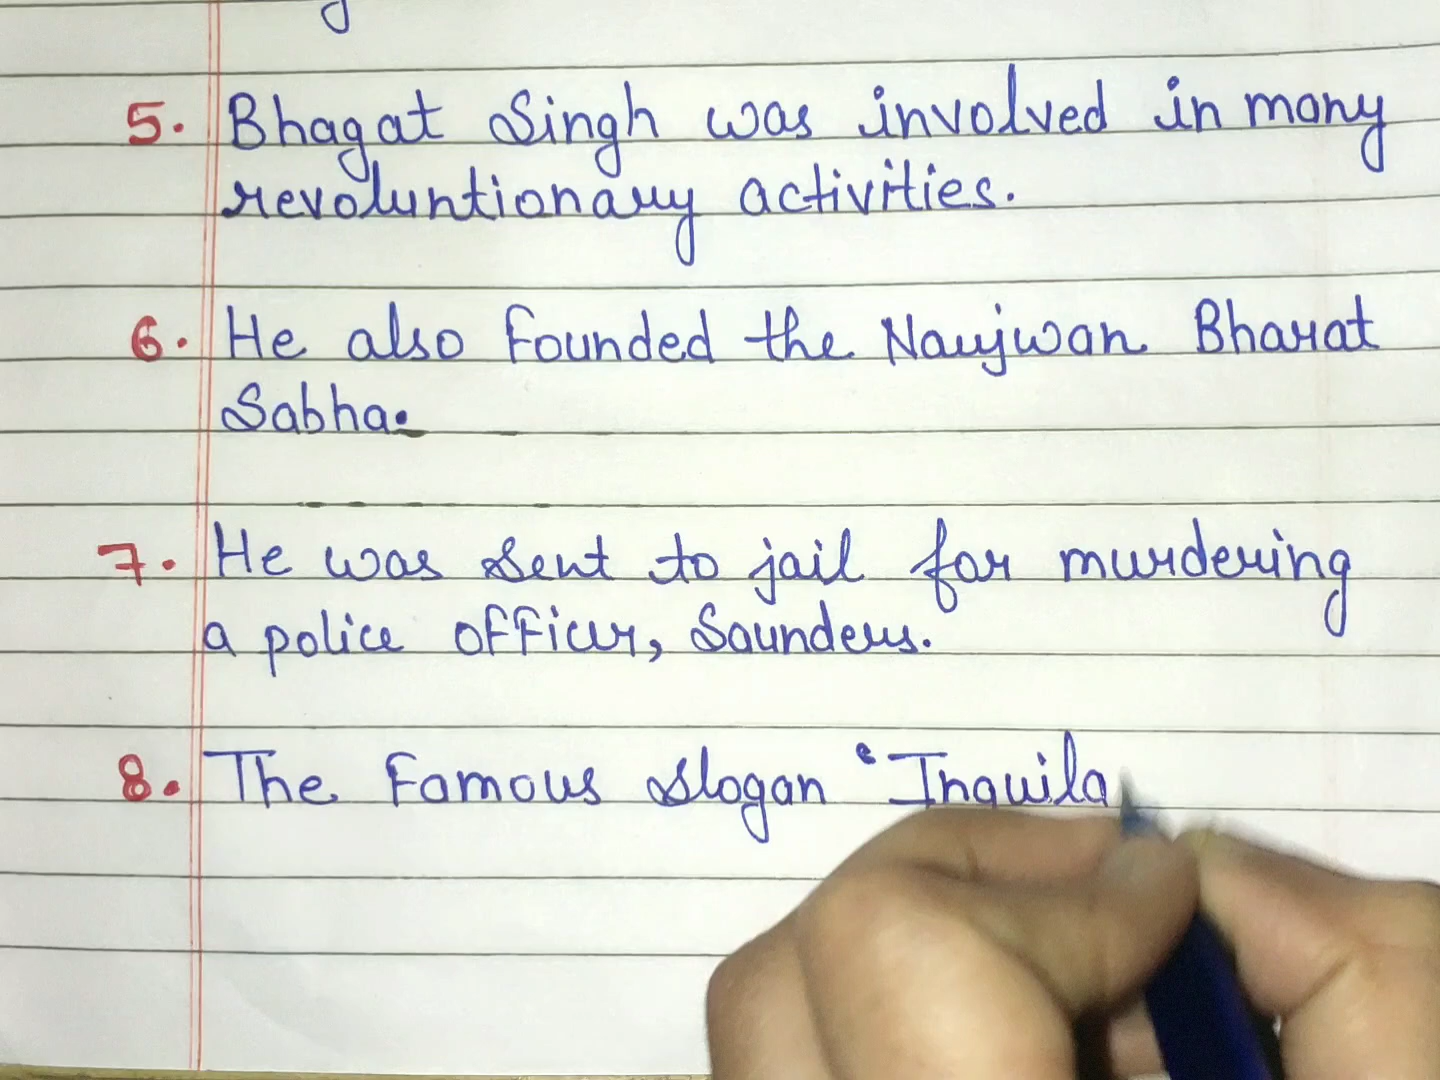 5. Bhagat Singh was involved in many
revoluntionary activities.
6. He also founded the Naujwan Bharat
Sabha.
7. He was sent to jail for murdering
a police officer, Saunders.
8. The Famous slogan 'Inquila